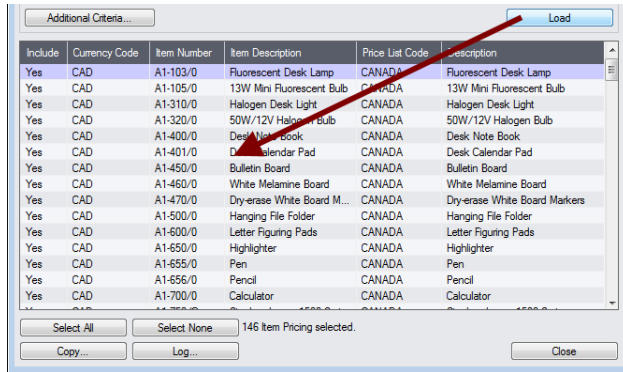 Additional Criteria... Load
Include Currency Code Item Number Item Description Price List Code Description
Yes CAD A1-103/0 Fluorescent Desk Lamp CANADA Fluorescent Desk Lamp
Yes CAD A1-105/0 13W Mini Fluorescent Bulb CANADA 13W Mini Fluorescent Bulb
Yes CAD A1-310/0 Halogen Desk Light CANADA Halogen Desk Light
Yes CAD A1-320/0 50W/12V Halogen Bulb CANADA 50W/12V Halogen Bulb
Yes CAD A1-400/0 Desk Note Book CANADA Desk Note Book
Yes CAD A1-401/0 Desk Calendar Pad CANADA Desk Calendar Pad
Yes CAD A1-450/0 Bulletin Board CANADA Bulletin Board
Yes CAD A1-460/0 White Melamine Board CANADA White Melamine Board
Yes CAD A1-470/0 Dry-erase White Board M... CANADA Dry-erase White Board Markers
Yes CAD A1-500/0 Hanging File Folder CANADA Hanging File Folder
Yes CAD A1-600/0 Letter Figuring Pads CANADA Letter Figuring Pads
Yes CAD A1-650/0 Highlighter CANADA Highlighter
Yes CAD A1-655/0 Pen CANADA Pen
Yes CAD A1-656/0 Pencil CANADA Pencil
Yes CAD A1-700/0 Calculator CANADA Calculator
Select All Select None 146 Item Pricing selected.
Copy... Log... Close